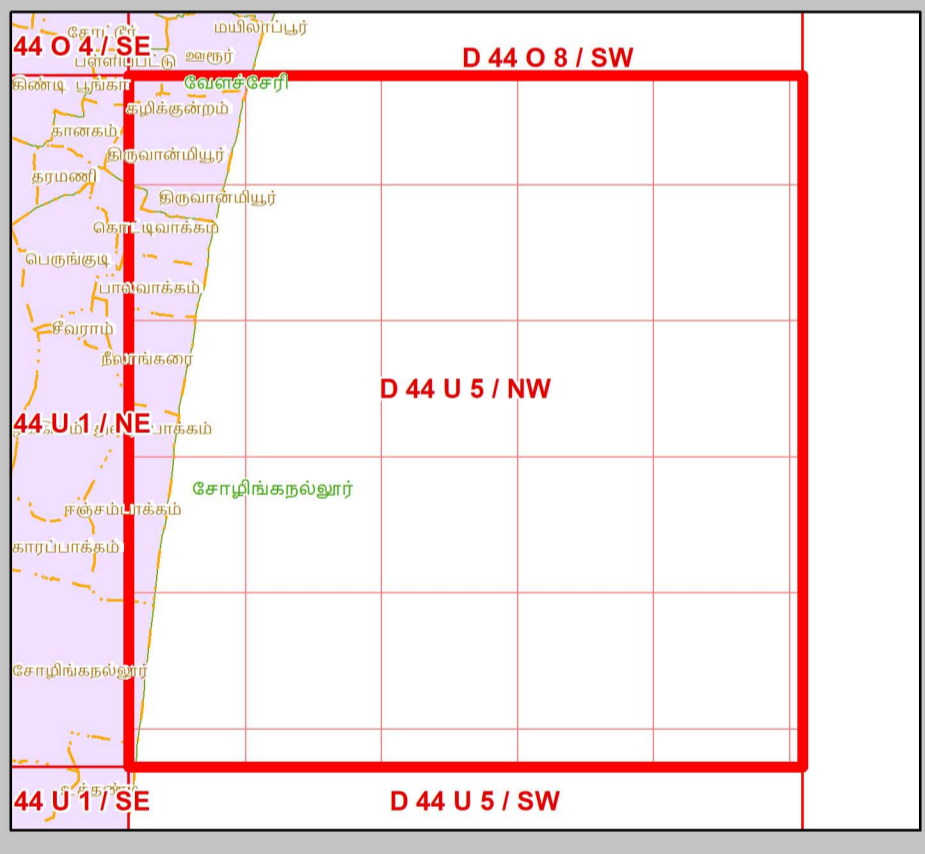 மயிலாப்பூர்
கோட்டூர்
44 O 4 / SE
ஊரூர்
D 44 O 8 / SW
பள்ளிப்பட்டு
கிண்டி பூங்கா
வேளச்சேரி
கழிக்குன்றம்
கானகம்
திருவான்மியூர்
தரமணி
திருவான்மியூர்
கொட்டிவாக்கம்
பெருங்குடி
பாலவாக்கம்
சீவராம்
நீலாங்கரை
D 44 U 5 / NW
44 U 1 / NE
பாக்கம்
சோழிங்கநல்லூர்
ஈஞ்சம்பாக்கம்
காரப்பாக்கம்
சோழிங்கநல்லூர்
44 U 1 / SE
D 44 U 5 / SW